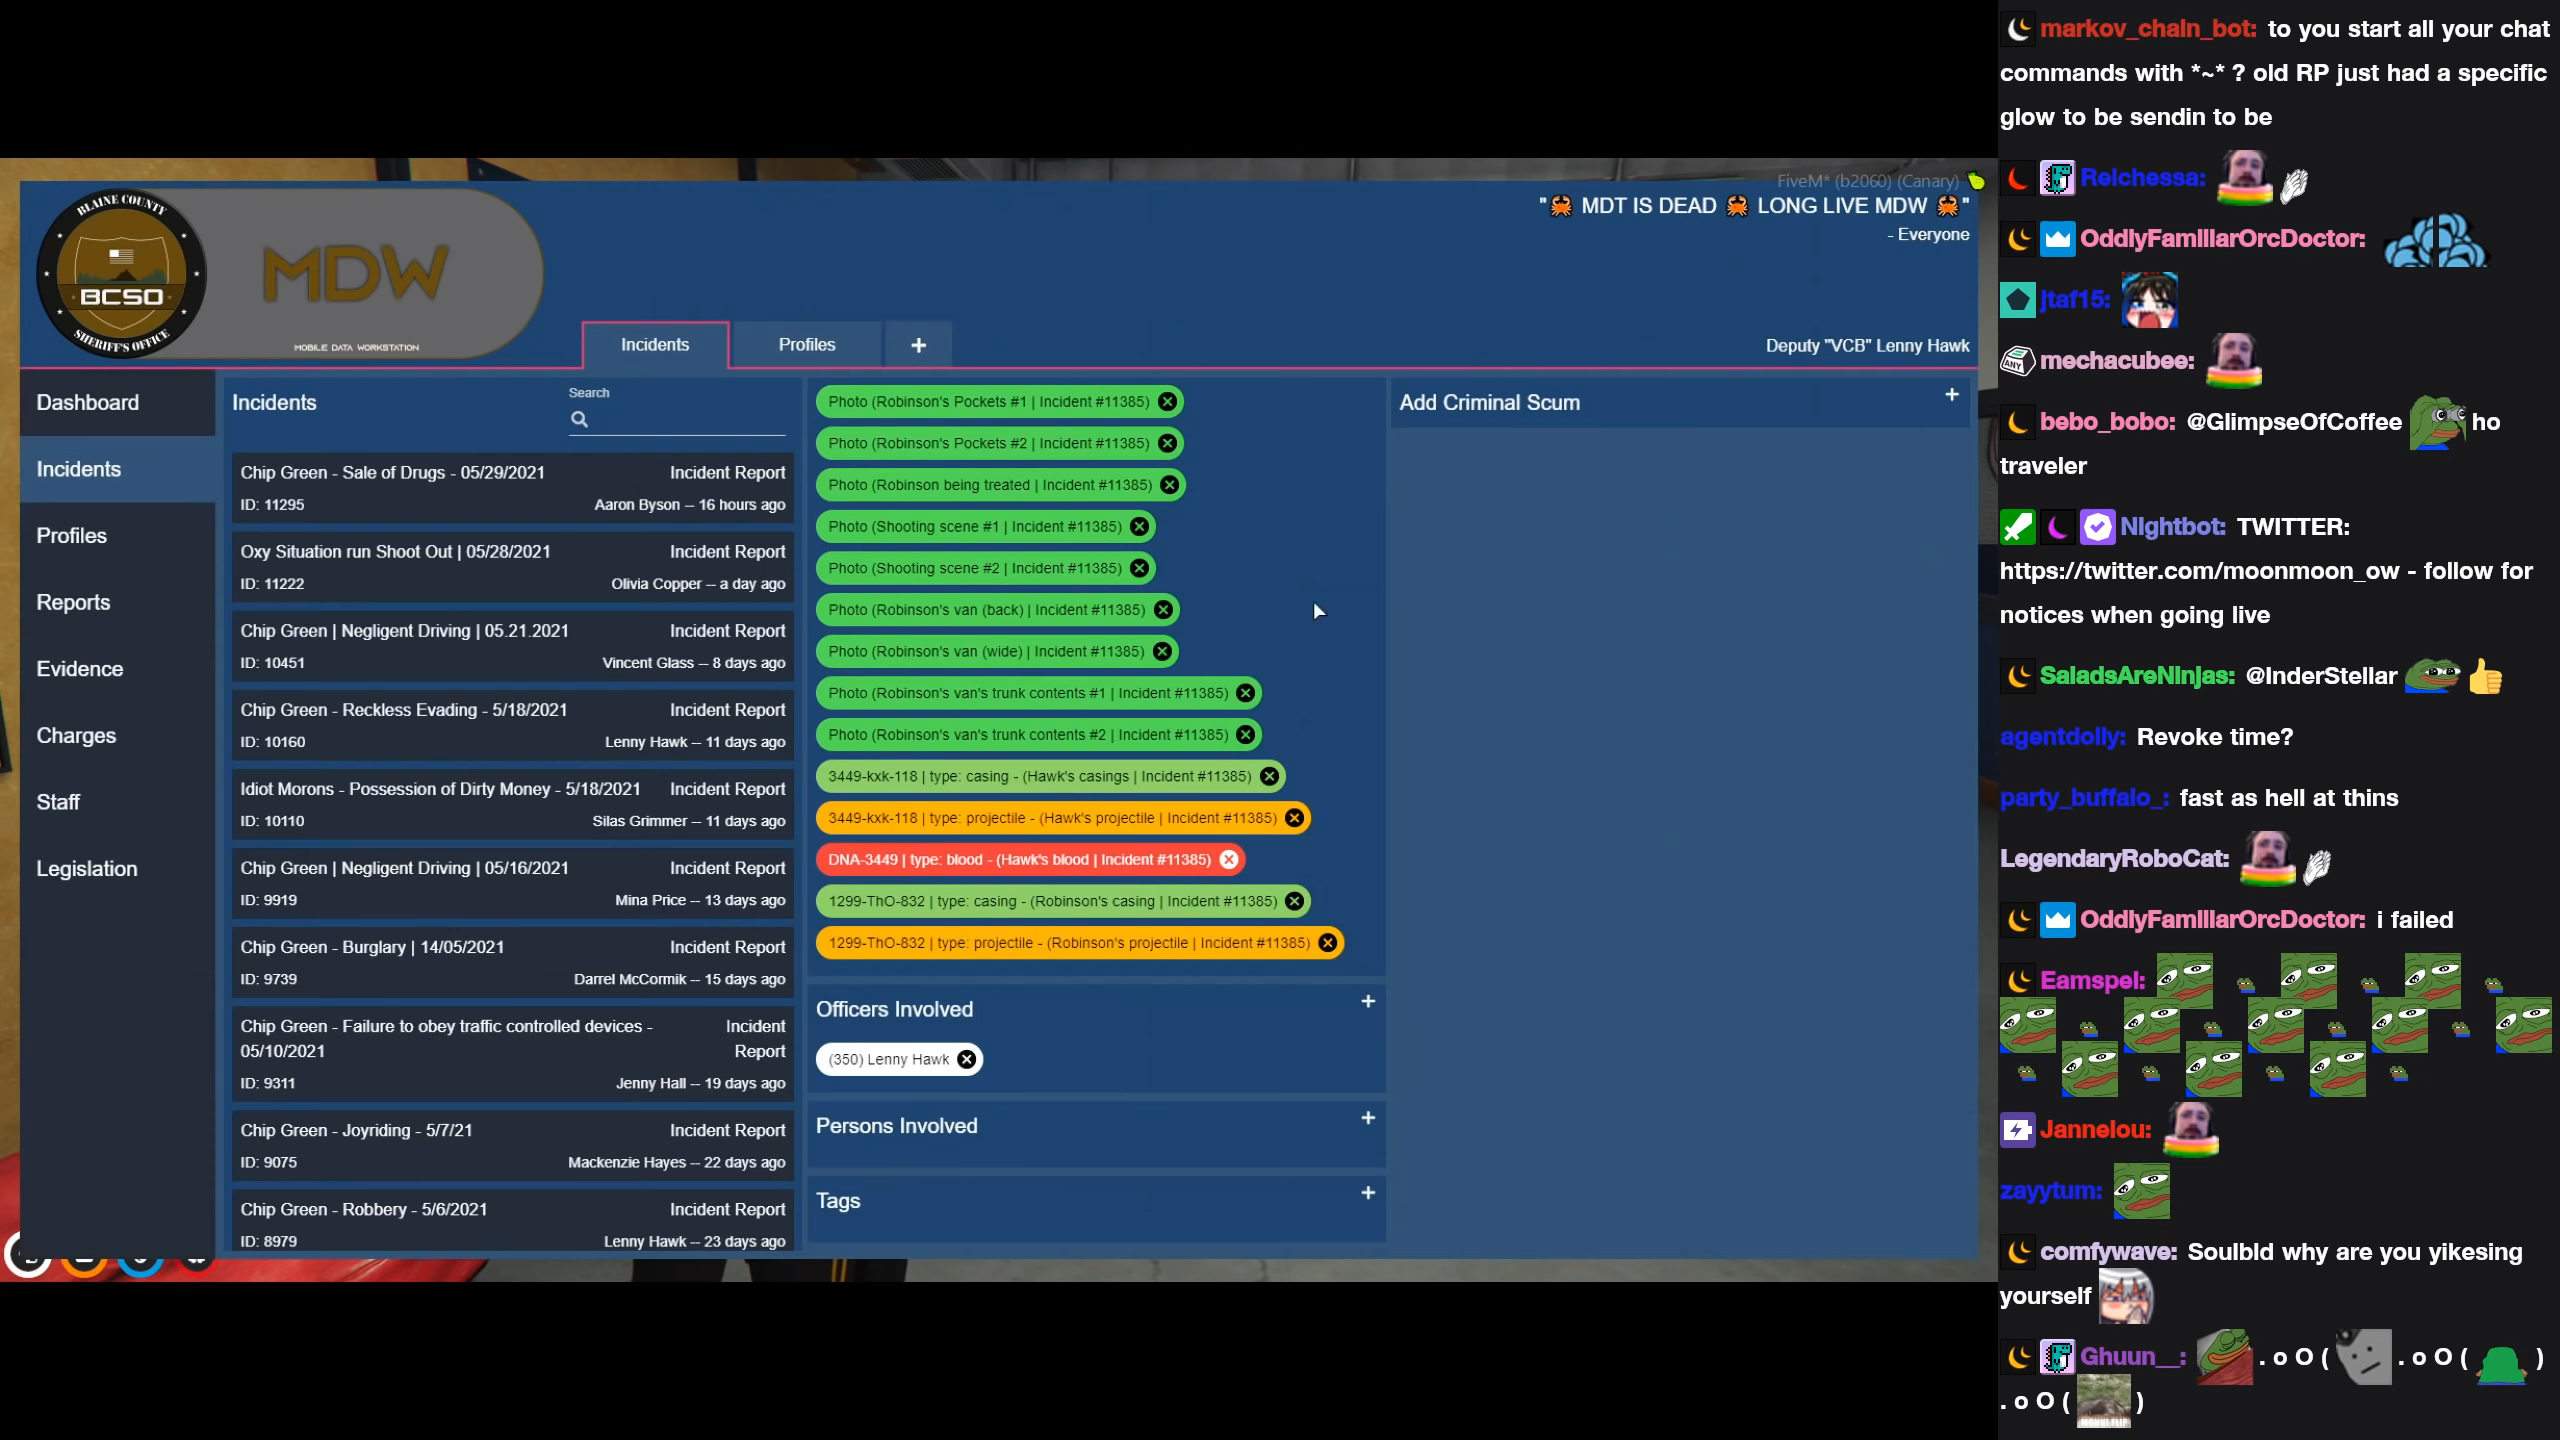 FiveM* (b2060) (Canary)
"🦀 MDT IS DEAD 🦀 LONG LIVE MDW 🦀"
- Everyone
BLAINE COUNTY
BCSO
SHERIFF'S OFFICE
MDW
MOBILE DATA WORKSTATION
Incidents
Profiles
+
Deputy "VCB" Lenny Hawk
Dashboard
Incidents
Profiles
Reports
Evidence
Charges
Staff
Legislation
Incidents
Search
Chip Green - Sale of Drugs - 05/29/2021
Incident Report
ID: 11295
Aaron Byson -- 16 hours ago
Oxy Situation run Shoot Out | 05/28/2021
Incident Report
ID: 11222
Olivia Copper -- a day ago
Chip Green | Negligent Driving | 05.21.2021
Incident Report
ID: 10451
Vincent Glass -- 8 days ago
Chip Green - Reckless Evading - 5/18/2021
Incident Report
ID: 10160
Lenny Hawk -- 11 days ago
Idiot Morons - Possession of Dirty Money - 5/18/2021
Incident Report
ID: 10110
Silas Grimmer -- 11 days ago
Chip Green | Negligent Driving | 05/16/2021
Incident Report
ID: 9919
Mina Price -- 13 days ago
Chip Green - Burglary | 14/05/2021
Incident Report
ID: 9739
Darrel McCormik -- 15 days ago
Chip Green - Failure to obey traffic controlled devices -
05/10/2021
Incident
Report
ID: 9311
Jenny Hall -- 19 days ago
Chip Green - Joyriding - 5/7/21
Incident Report
ID: 9075
Mackenzie Hayes -- 22 days ago
Chip Green - Robbery - 5/6/2021
Incident Report
ID: 8979
Lenny Hawk -- 23 days ago
Photo (Robinson's Pockets #1 | Incident #11385)
Photo (Robinson's Pockets #2 | Incident #11385)
Photo (Robinson being treated | Incident #11385)
Photo (Shooting scene #1 | Incident #11385)
Photo (Shooting scene #2 | Incident #11385)
Photo (Robinson's van (back) | Incident #11385)
Photo (Robinson's van (wide) | Incident #11385)
Photo (Robinson's van's trunk contents #1 | Incident #11385)
Photo (Robinson's van's trunk contents #2 | Incident #11385)
3449-kxk-118 | type: casing - (Hawk's casings | Incident #11385)
3449-kxk-118 | type: projectile - (Hawk's projectile | Incident #11385)
DNA-3449 | type: blood - (Hawk's blood | Incident #11385)
1299-ThO-832 | type: casing - (Robinson's casing | Incident #11385)
1299-ThO-832 | type: projectile - (Robinson's projectile | Incident #11385)
Officers Involved
+
(350) Lenny Hawk
Persons Involved
+
Tags
+
Add Criminal Scum
+
markov_chain_bot: to you start all your chat
commands with *~* ? old RP just had a specific
glow to be sendin to be
Reichessa:
OddlyFamiliarOrcDoctor:
jtaf15:
mechacubee:
bebo_bobo: @GlimpseOfCoffee ho
traveler
Nightbot: TWITTER:
https://twitter.com/moonmoon_ow - follow for
notices when going live
SaladsAreNinjas: @InderStellar 👍
agentdolly: Revoke time?
party_buffalo_: fast as hell at thins
LegendaryRoboCat:
OddlyFamiliarOrcDoctor: i failed
Eamspel:
Jannelou:
zayytum:
comfywave: Soulbld why are you yikesing
yourself
Ghuun__: . o O ( . o O ( )
. o O ( )